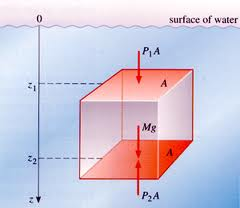 0
surface of water
P₁A
z₁
A
Mg
A
z₂
P₂A
z